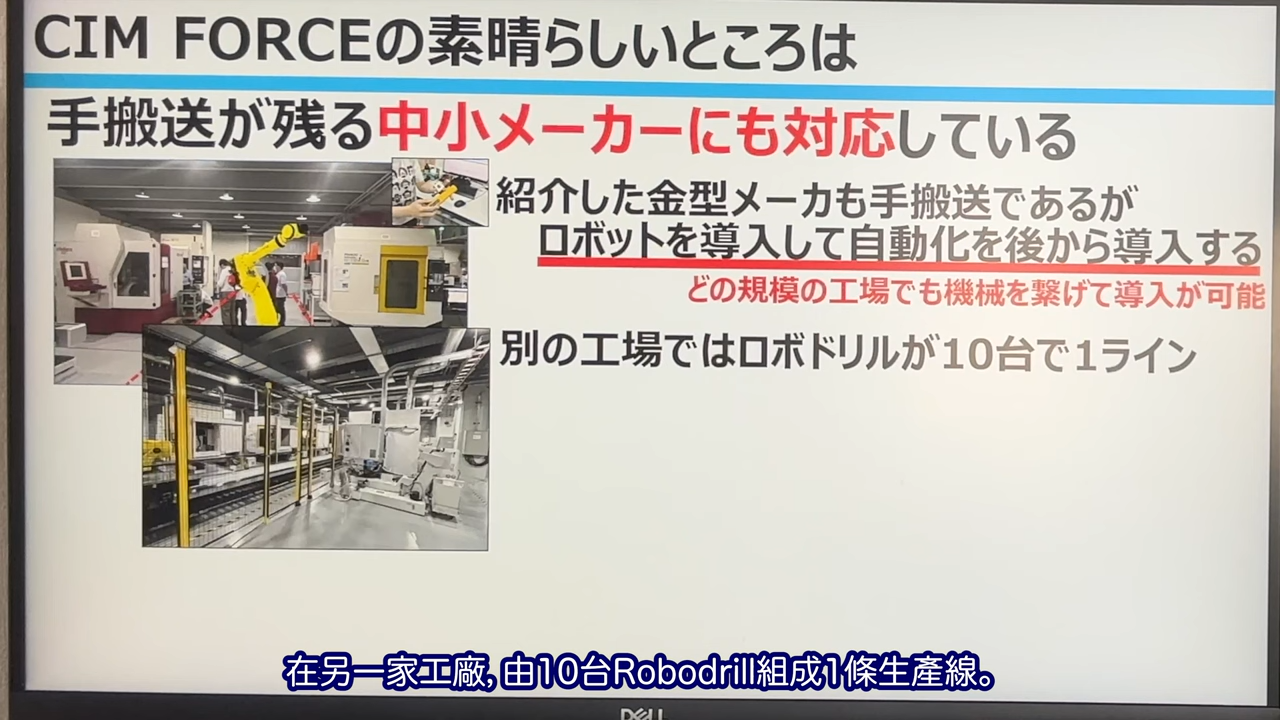 CIM FORCEの素晴らしいところは
手搬送が残る中小メーカーにも対応している
紹介した金型メーカも手搬送であるが
ロボットを導入して自動化を後から導入する
どの規模の工場でも機械を繋げて導入が可能
別の工場ではロボドリルが10台で1ライン
在另一家工廠, 由10台Robodrill組成1條生產線。
DELL